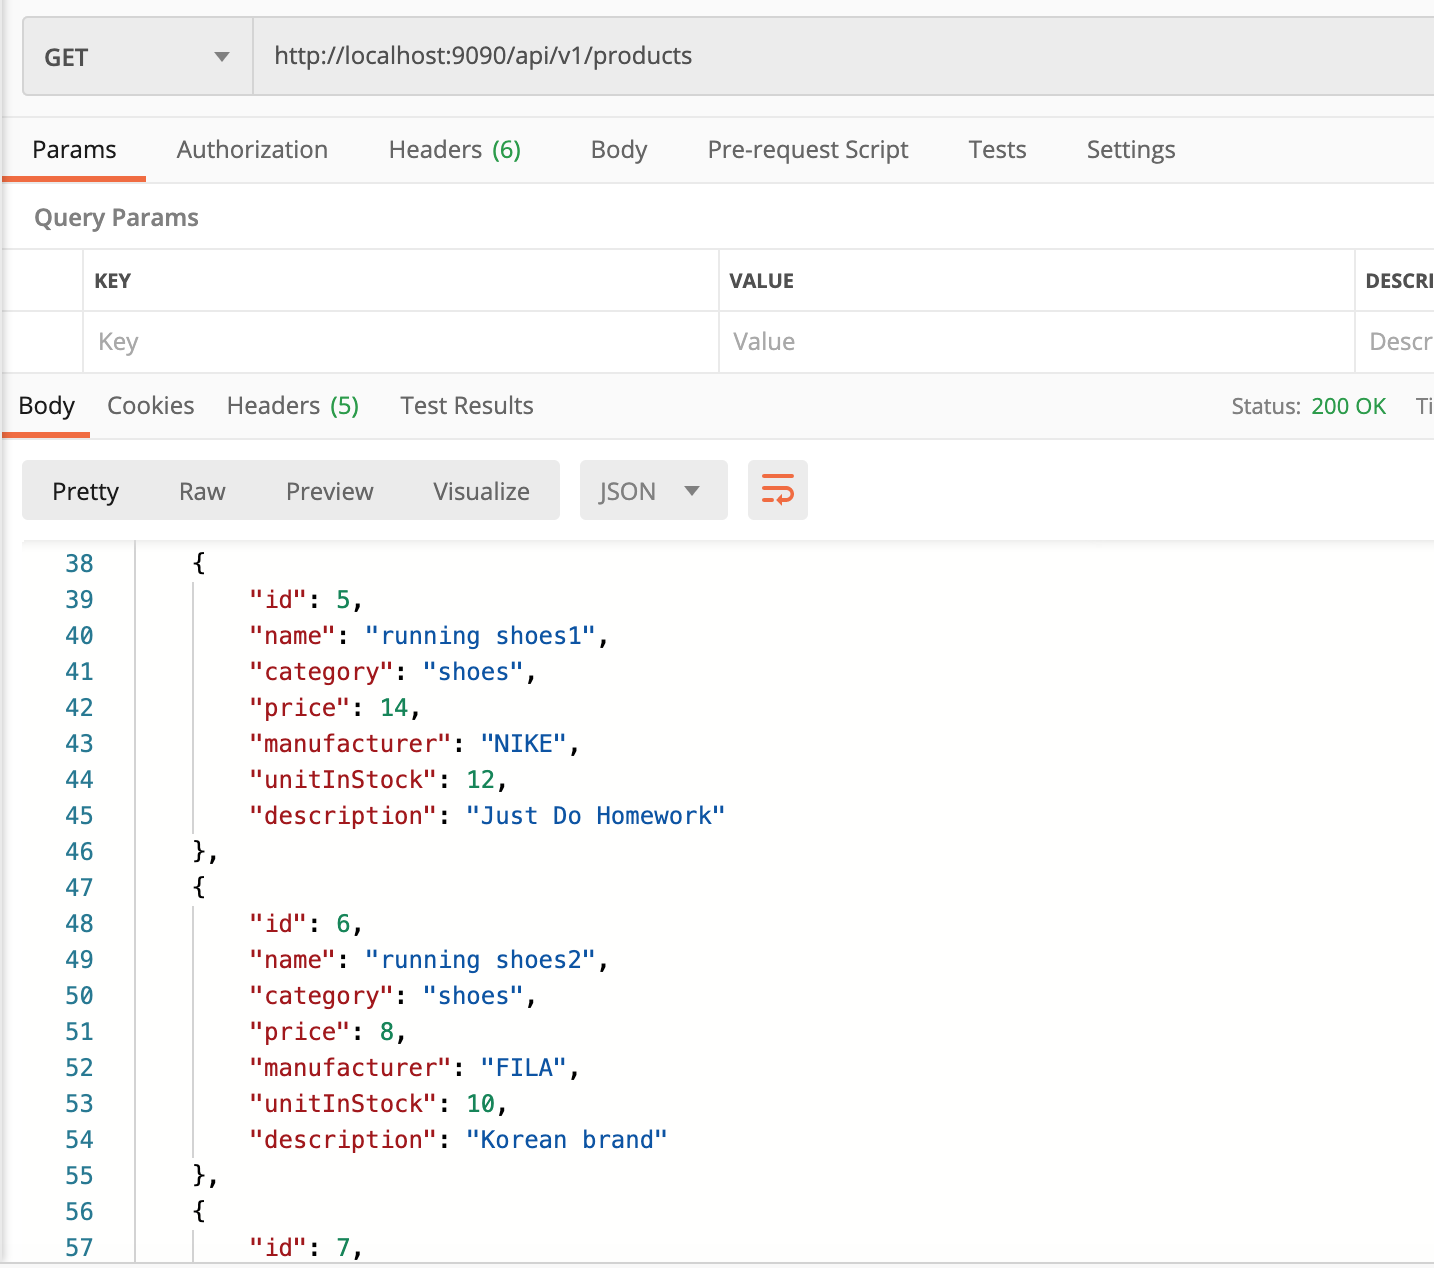 GET http://localhost:9090/api/v1/products
Params Authorization Headers (6) Body Pre-request Script Tests Settings
Query Params
KEY VALUE DESCRI
Key Value Descr
Body Cookies Headers (5) Test Results Status: 200 OK Ti
Pretty Raw Preview Visualize JSON
38 {
39 "id": 5,
40 "name": "running shoes1",
41 "category": "shoes",
42 "price": 14,
43 "manufacturer": "NIKE",
44 "unitInStock": 12,
45 "description": "Just Do Homework"
46 },
47 {
48 "id": 6,
49 "name": "running shoes2",
50 "category": "shoes",
51 "price": 8,
52 "manufacturer": "FILA",
53 "unitInStock": 10,
54 "description": "Korean brand"
55 },
56 {
57 "id": 7,